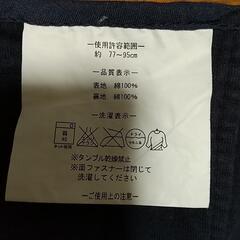 ―使用許容範囲―
約 77～95cm
―品質表示―
表地 綿100%
裏地 綿100%
―洗濯表示―
※タンブル乾燥禁止
※面ファスナーは閉じて
洗濯してください
―ご使用上の注意―